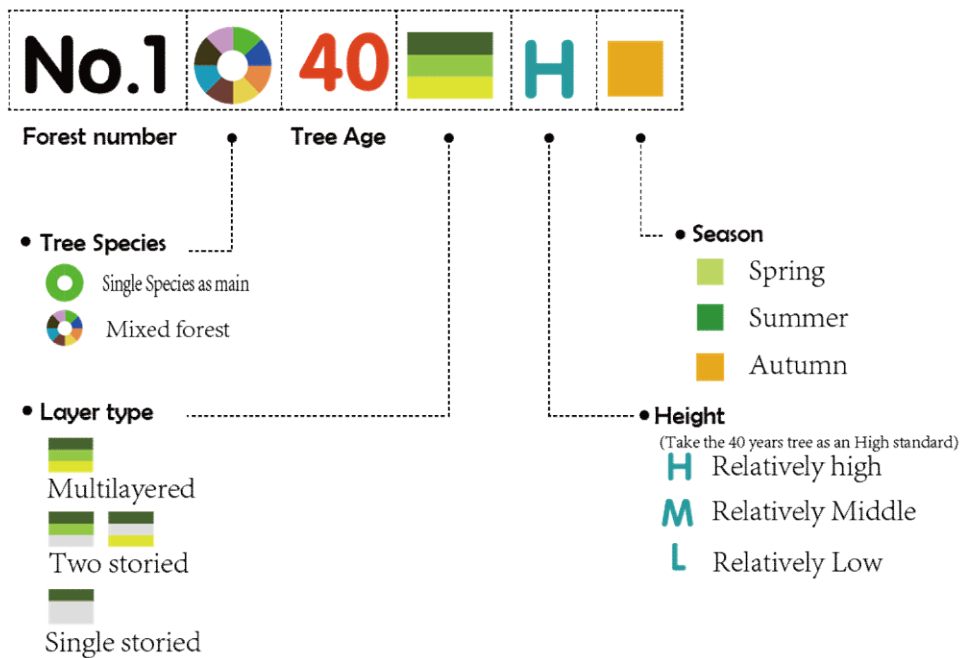 No.1 40 H
Forest number
Tree Age
• Tree Species
Single Species as main
Mixed forest
• Layer type
Multilayered
Two storied
Single storied
• Season
Spring
Summer
Autumn
• Height
(Take the 40 years tree as an High standard)
H Relatively high
M Relatively Middle
L Relatively Low